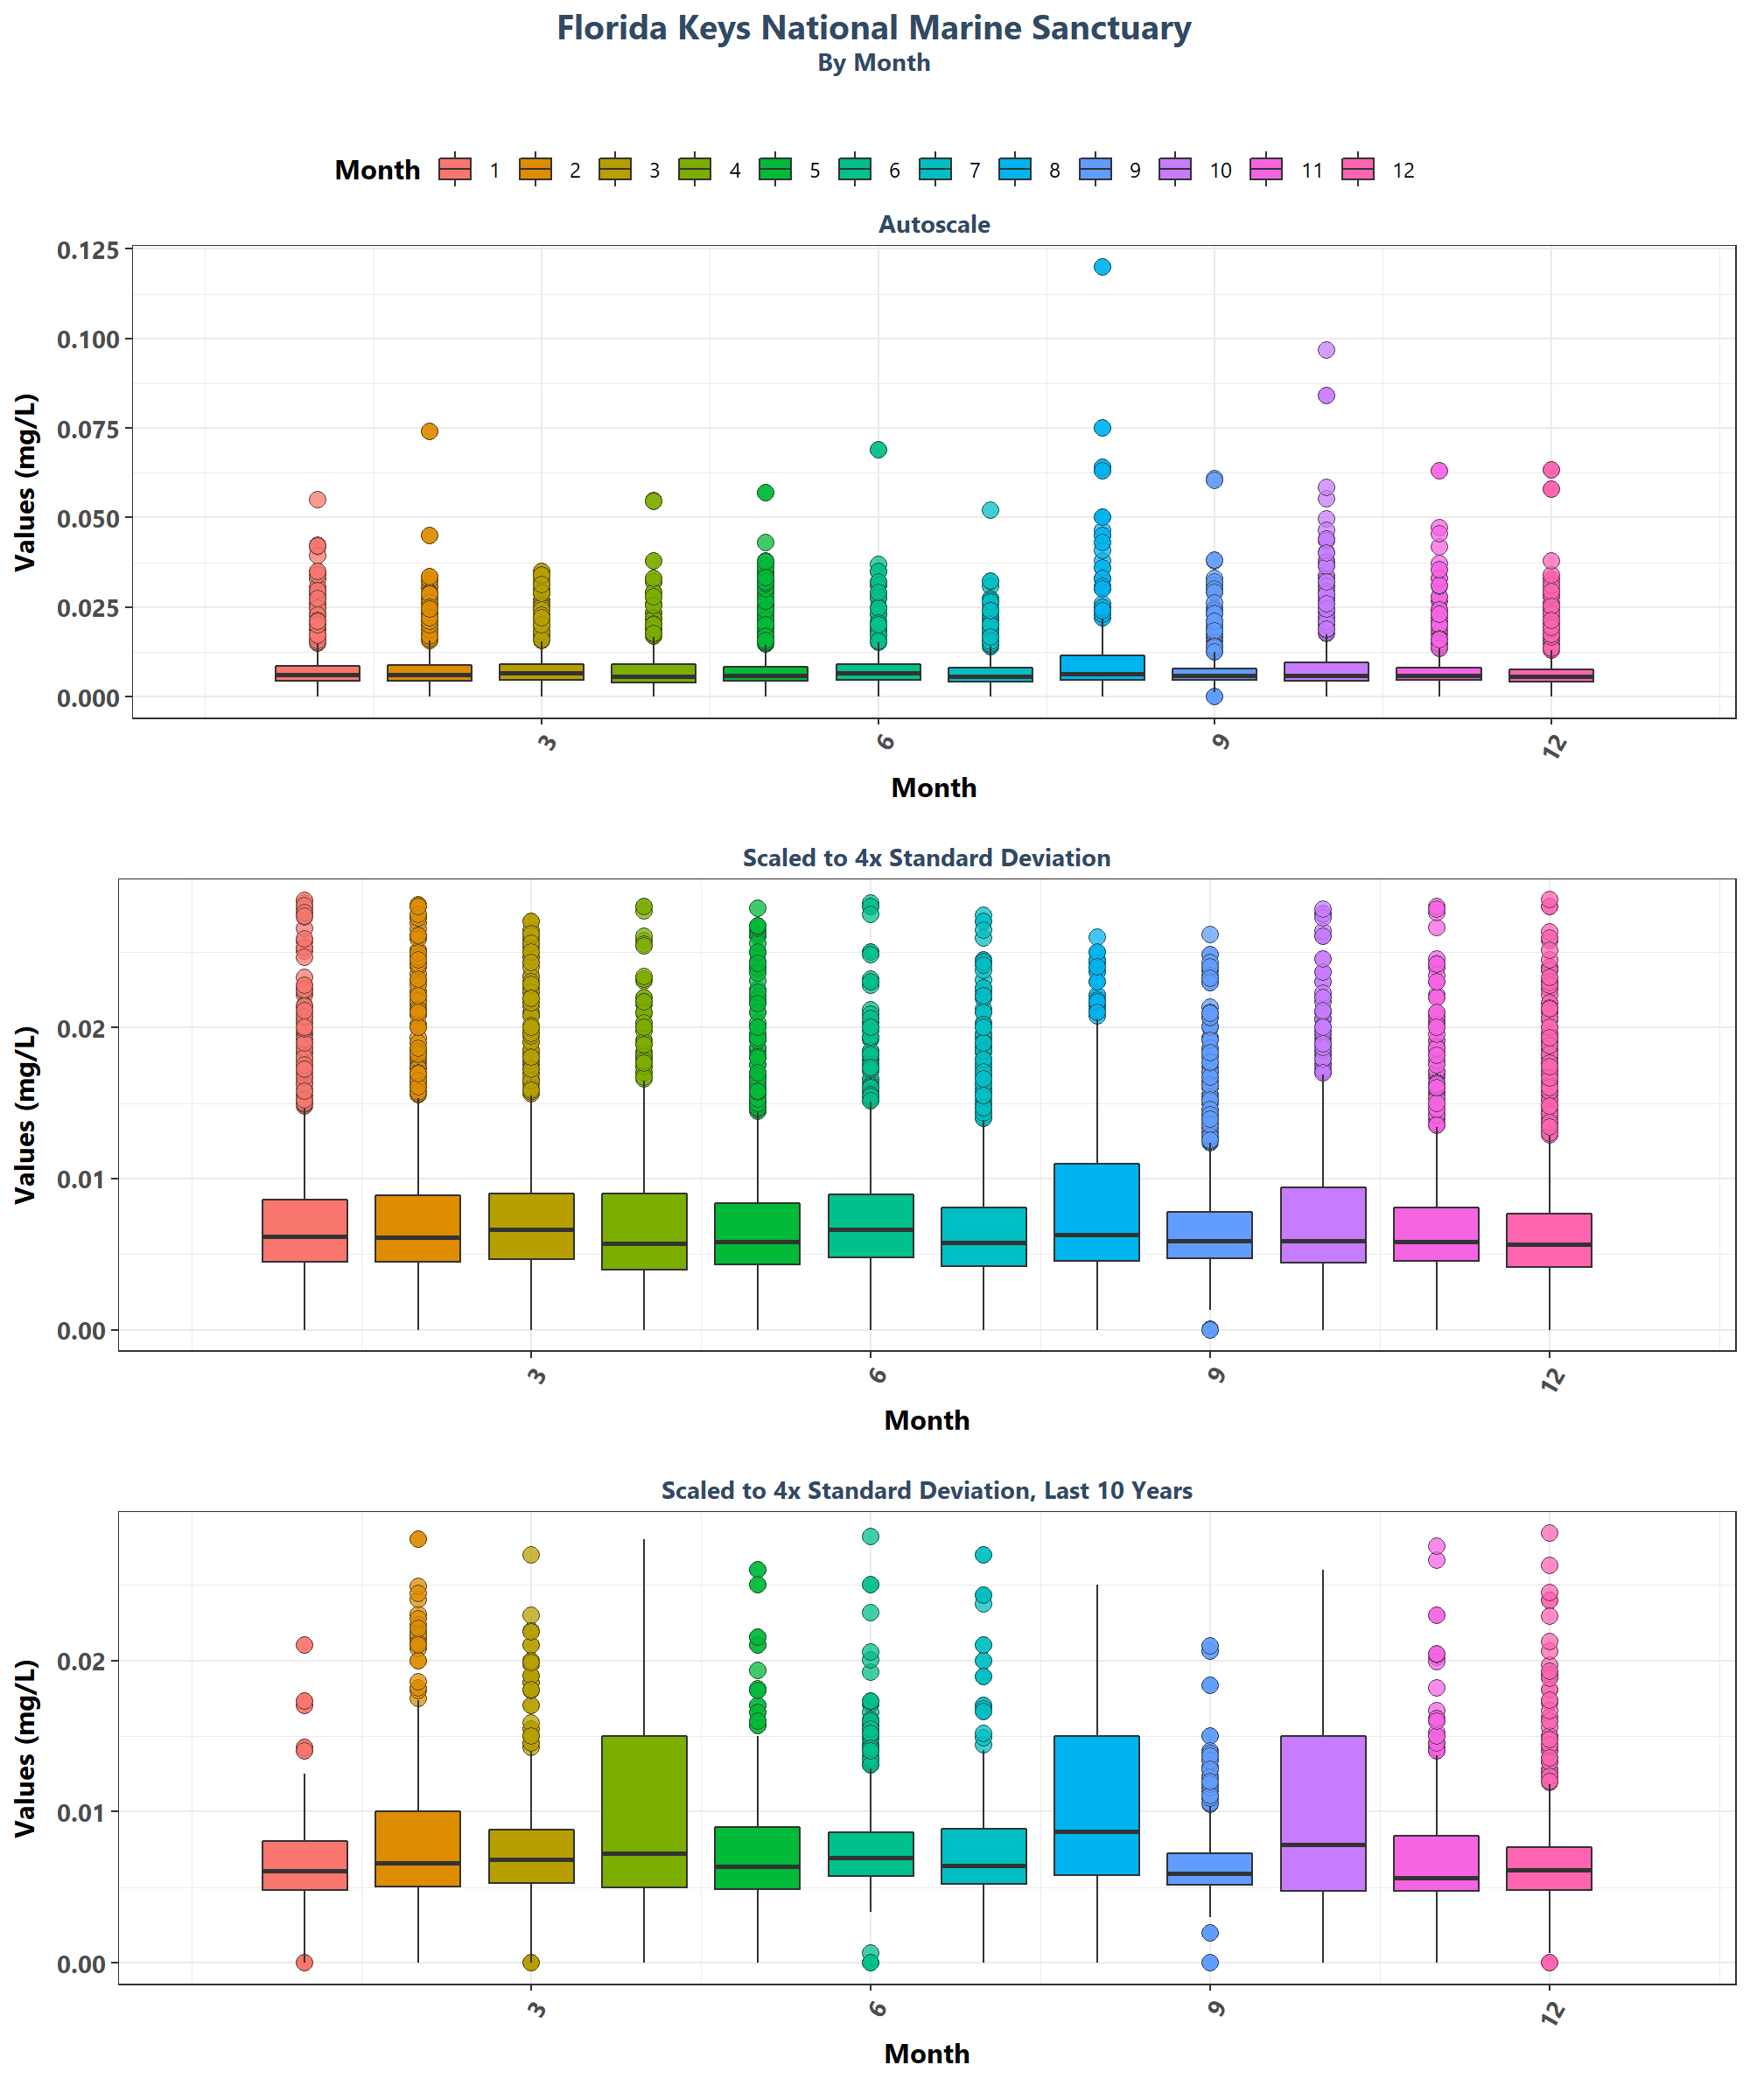 Florida Keys National Marine Sanctuary
By Month
Month 1 2 3 4 5 6 7 8 9 10 11 12
Autoscale
Values (mg/L)
0.125
0.100
0.075
0.050
0.025
0.000
3 6 9 12
Month
Scaled to 4x Standard Deviation
Values (mg/L)
0.02
0.01
0.00
3 6 9 12
Month
Scaled to 4x Standard Deviation, Last 10 Years
Values (mg/L)
0.02
0.01
0.00
3 6 9 12
Month